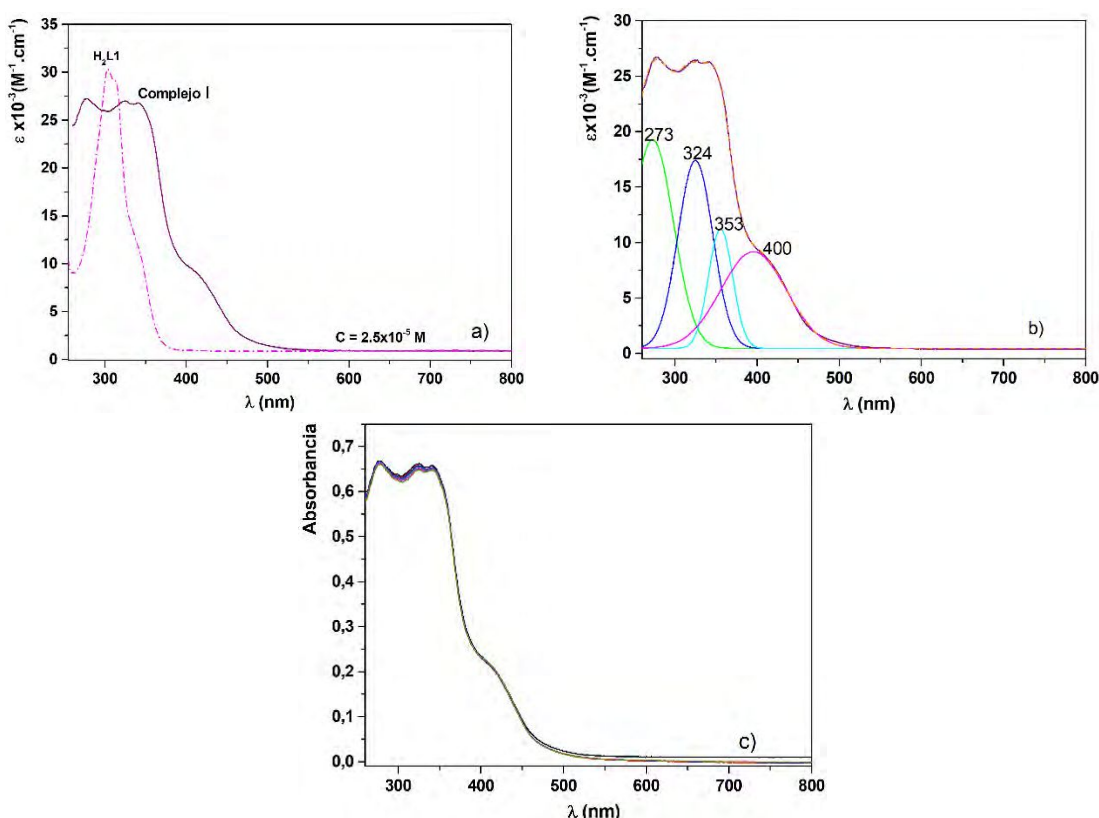 ε x10⁻³(M⁻¹.cm⁻¹)
35
30
25
20
15
10
5
0
H₂L1
Complejo I
C = 2.5x10⁻⁵ M
a)
300 400 500 600 700 800
λ (nm)
εx10⁻³(M⁻¹.cm⁻¹)
30
25
20
15
10
5
0
273
324
353
400
b)
300 400 500 600 700 800
λ (nm)
Absorbancia
0,7
0,6
0,5
0,4
0,3
0,2
0,1
0,0
c)
300 400 500 600 700 800
λ (nm)